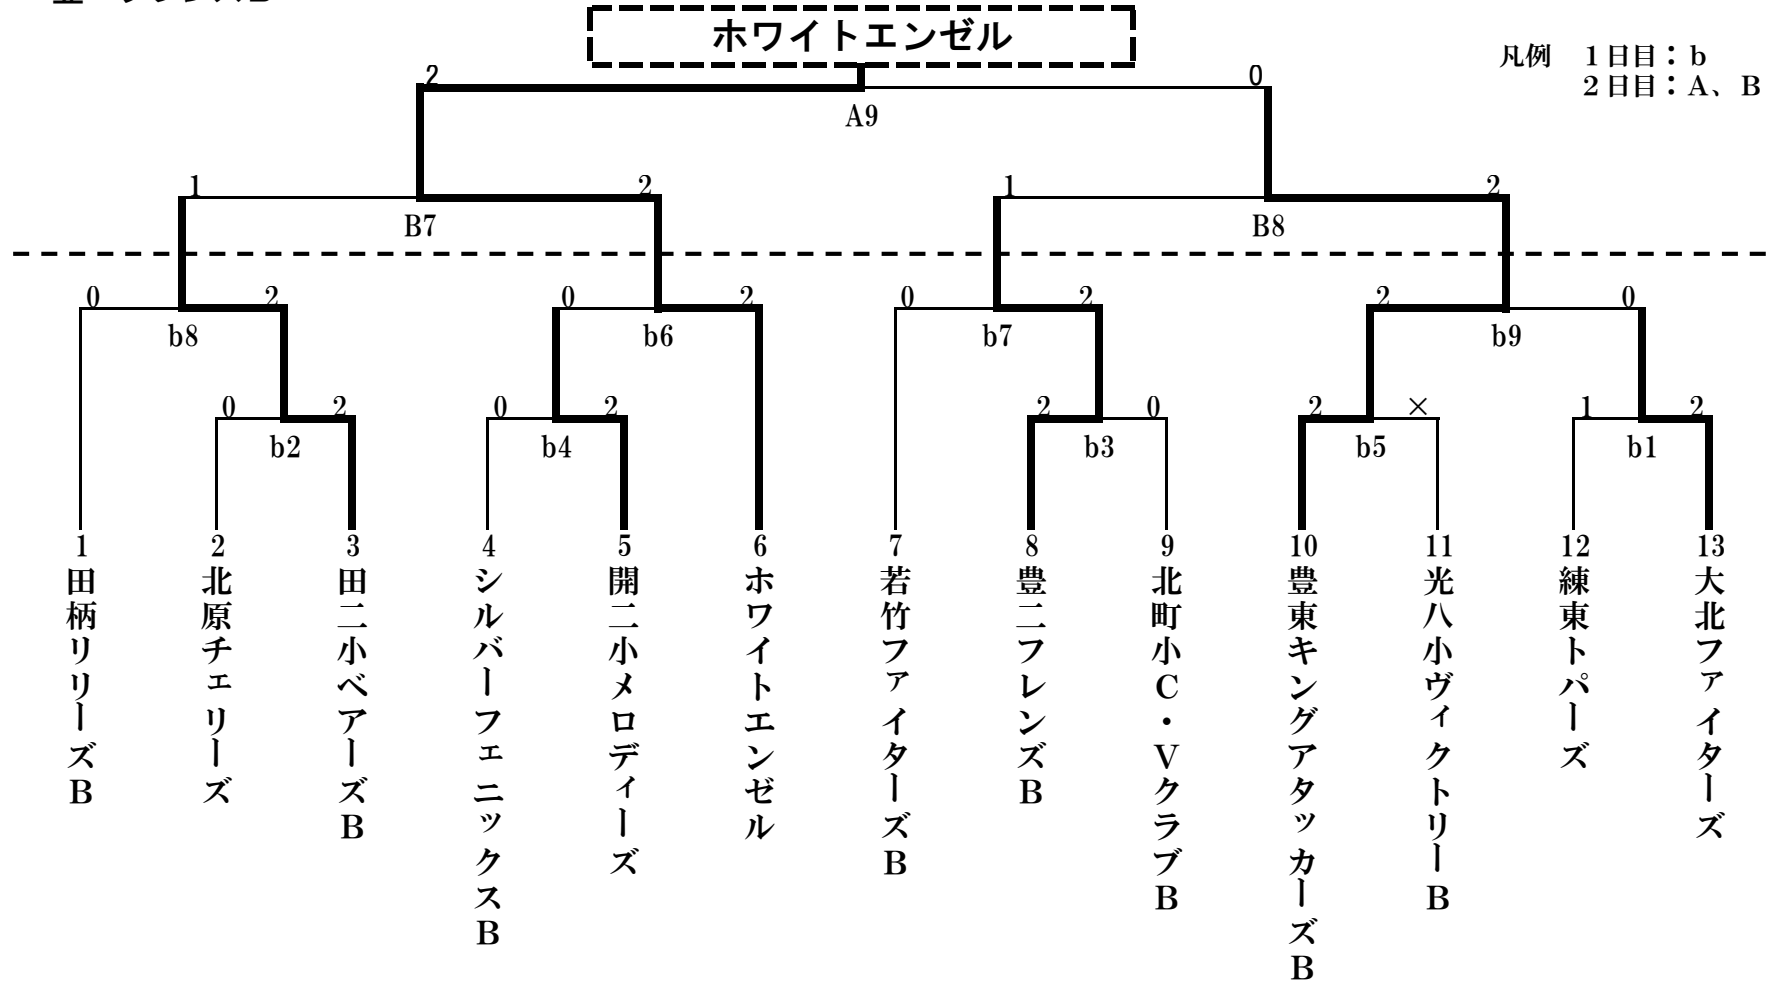 ホワイトエンゼル
凡例　１日目：b
２日目：A、B
2 0
A9
1 2 1 2
B7 B8
0 2 0 2 0 2 2 0
b8 b6 b7 b9
0 2 0 2 2 0 2 × 1 2
b2 b4 b3 b5 b1
1 2 3 4 5 6 7 8 9 10 11 12 13
田柄リリーズB
北原チェリーズ
田二小ベアーズB
シルバーフェニックスB
開二小メロディーズ
ホワイトエンゼル
若竹ファイターズB
豊二フレンズB
北町小C・VクラブB
豊東キングアタッカーズB
光八小ヴィクトリーB
練東トパーズ
大北ファイターズ